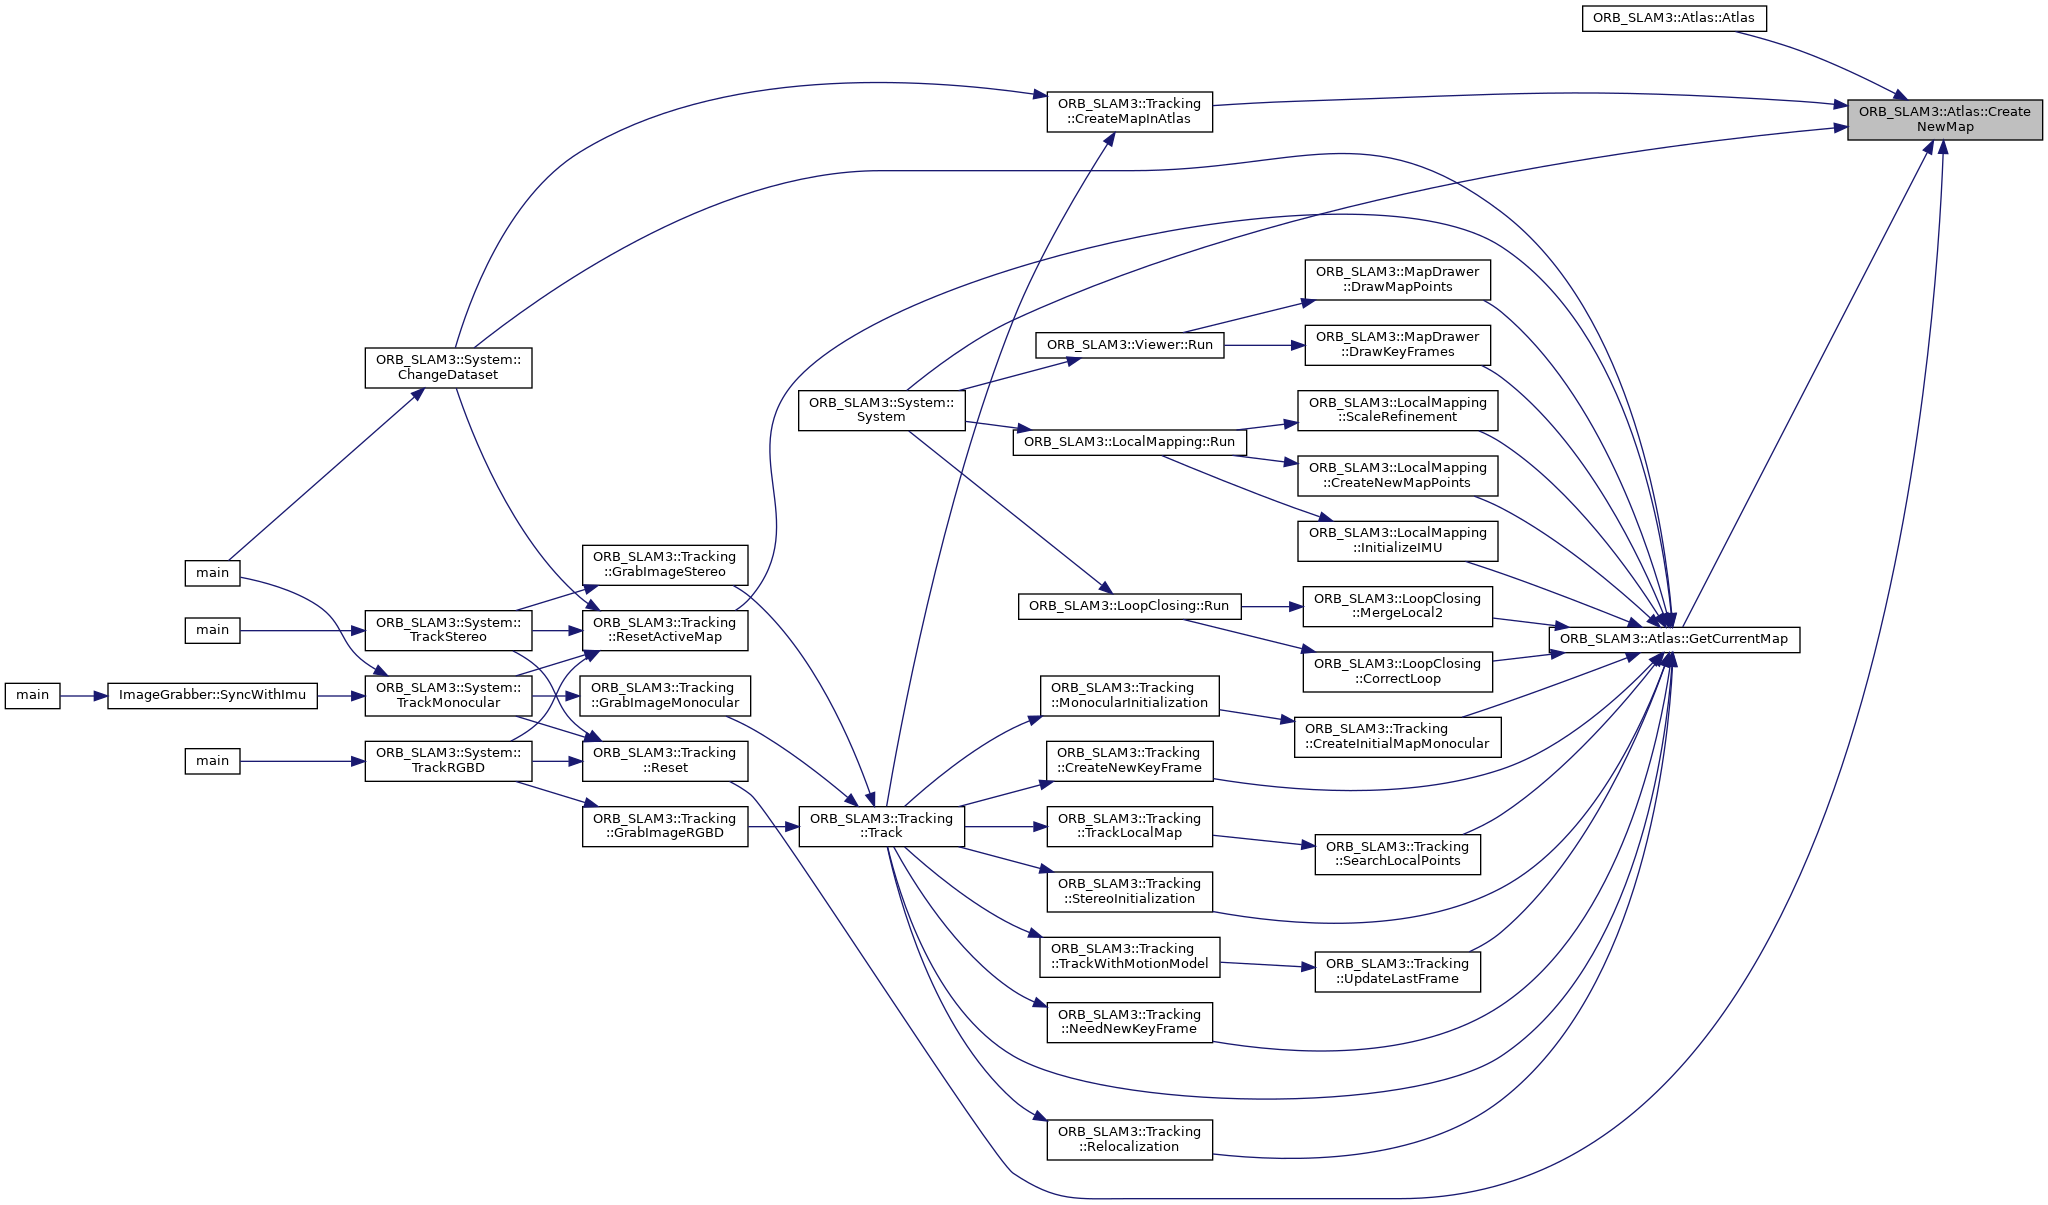 ORB_SLAM3::Atlas::Atlas
ORB_SLAM3::Atlas::Create
NewMap
ORB_SLAM3::Tracking
::CreateMapInAtlas
ORB_SLAM3::MapDrawer
::DrawMapPoints
ORB_SLAM3::MapDrawer
::DrawKeyFrames
ORB_SLAM3::Viewer::Run
ORB_SLAM3::System::
ChangeDataset
ORB_SLAM3::System::
System
ORB_SLAM3::LocalMapping
::ScaleRefinement
ORB_SLAM3::LocalMapping::Run
ORB_SLAM3::LocalMapping
::CreateNewMapPoints
ORB_SLAM3::LocalMapping
::InitializeIMU
main
ORB_SLAM3::Tracking
::GrabImageStereo
ORB_SLAM3::LoopClosing::Run
ORB_SLAM3::LoopClosing
::MergeLocal2
main
ORB_SLAM3::System::
TrackStereo
ORB_SLAM3::Tracking
::ResetActiveMap
ORB_SLAM3::Atlas::GetCurrentMap
ORB_SLAM3::LoopClosing
::CorrectLoop
main
ImageGrabber::SyncWithImu
ORB_SLAM3::System::
TrackMonocular
ORB_SLAM3::Tracking
::GrabImageMonocular
ORB_SLAM3::Tracking
::MonocularInitialization
ORB_SLAM3::Tracking
::CreateInitialMapMonocular
main
ORB_SLAM3::System::
TrackRGBD
ORB_SLAM3::Tracking
::Reset
ORB_SLAM3::Tracking
::CreateNewKeyFrame
ORB_SLAM3::Tracking
::GrabImageRGBD
ORB_SLAM3::Tracking
::Track
ORB_SLAM3::Tracking
::TrackLocalMap
ORB_SLAM3::Tracking
::SearchLocalPoints
ORB_SLAM3::Tracking
::StereoInitialization
ORB_SLAM3::Tracking
::TrackWithMotionModel
ORB_SLAM3::Tracking
::UpdateLastFrame
ORB_SLAM3::Tracking
::NeedNewKeyFrame
ORB_SLAM3::Tracking
::Relocalization